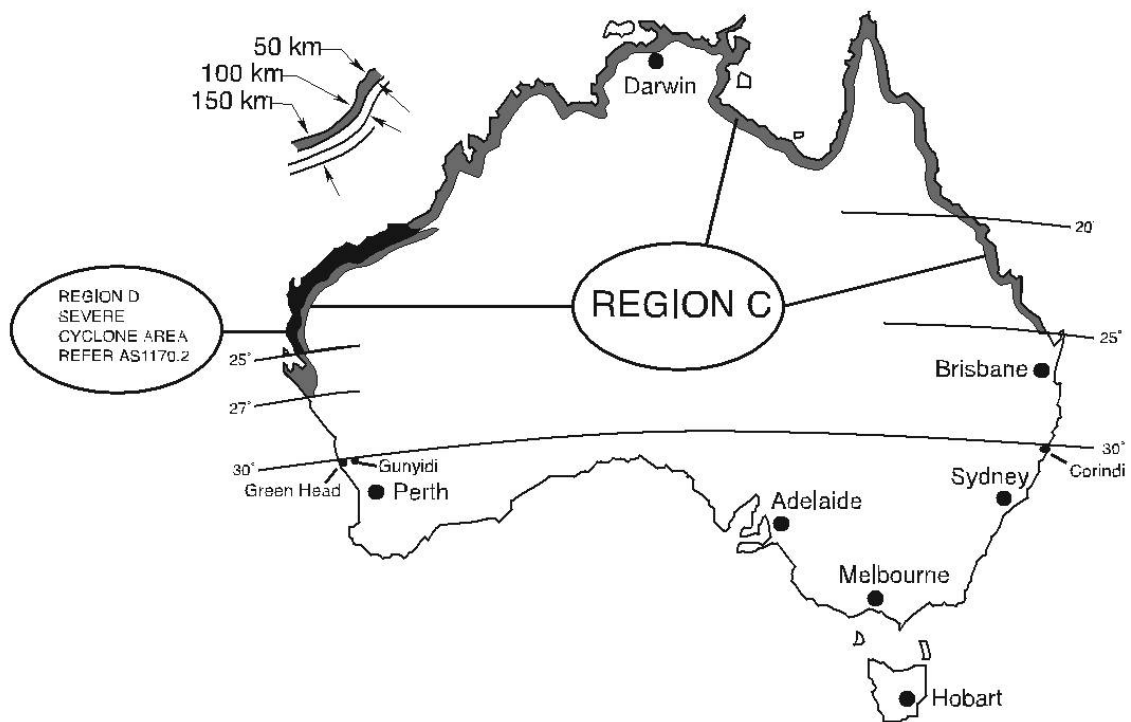 50 km
100 km
150 km
Darwin
20°
REGION C
REGION D
SEVERE
CYCLONE AREA
REFER AS1170.2
25°
25°
Brisbane
27°
30°
30°
Gunyidi
Green Head
Perth
Corindi
Sydney
Adelaide
Melbourne
Hobart